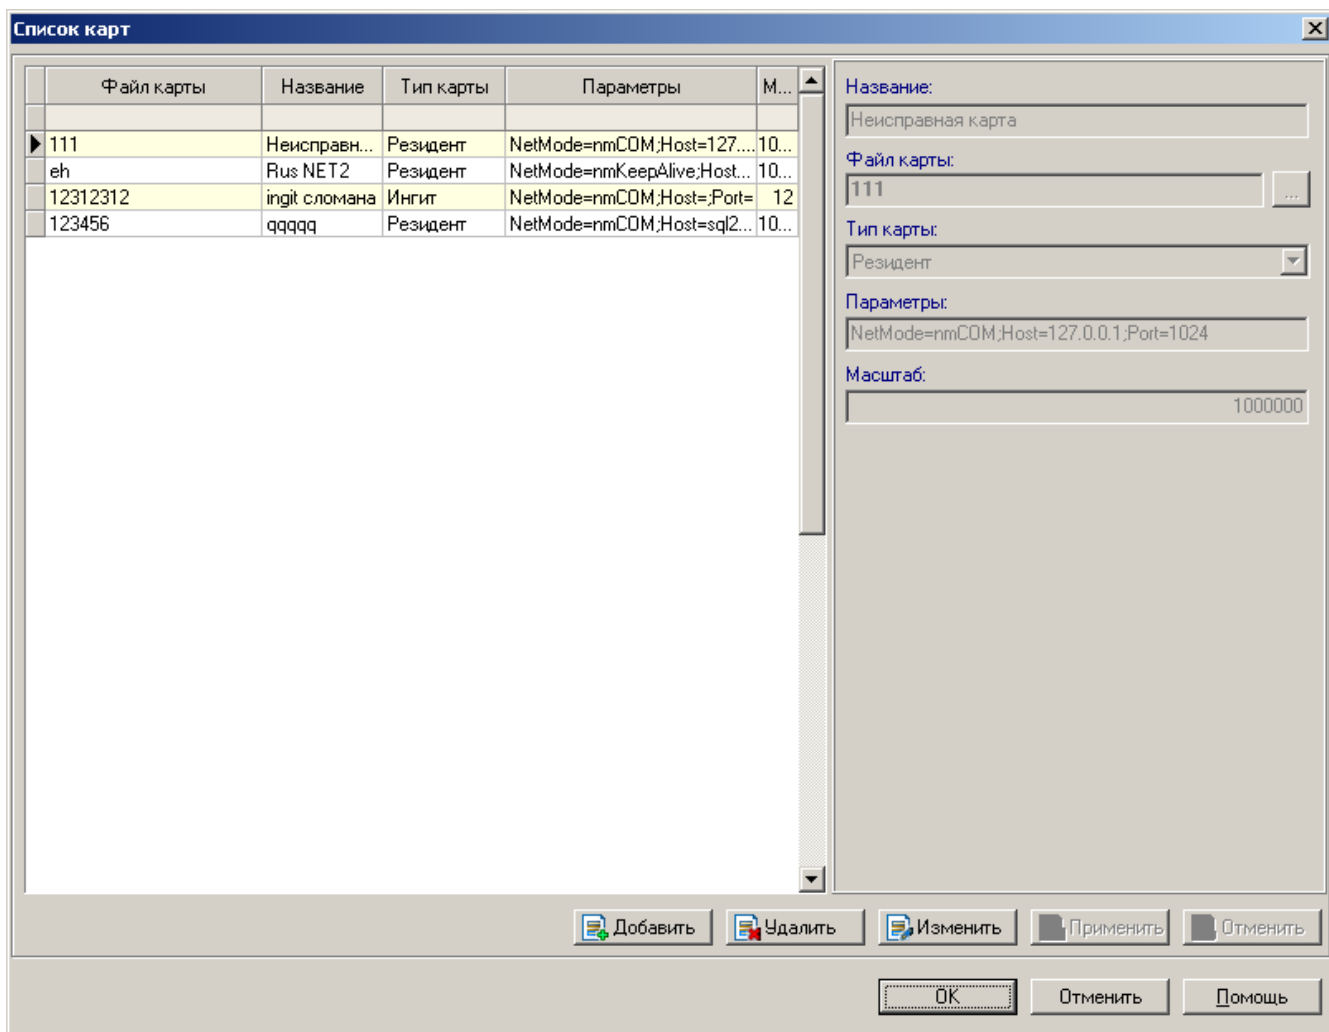 Список карт
Файл карты Название Тип карты Параметры М...
111 Неисправн... Резидент NetMode=nmCOM;Host=127.... 10...
eh Rus NET2 Резидент NetMode=nmKeepAlive;Host... 10...
12312312 ingit сломана Ингит NetMode=nmCOM;Host=;Port= 12
123456 qqqqq Резидент NetMode=nmCOM;Host=sql2... 10...
Название:
Неисправная карта
Файл карты:
111 ...
Тип карты:
Резидент
Параметры:
NetMode=nmCOM;Host=127.0.0.1;Port=1024
Масштаб:
1000000
Добавить Удалить Изменить Применить Отменить
OK Отменить Помощь